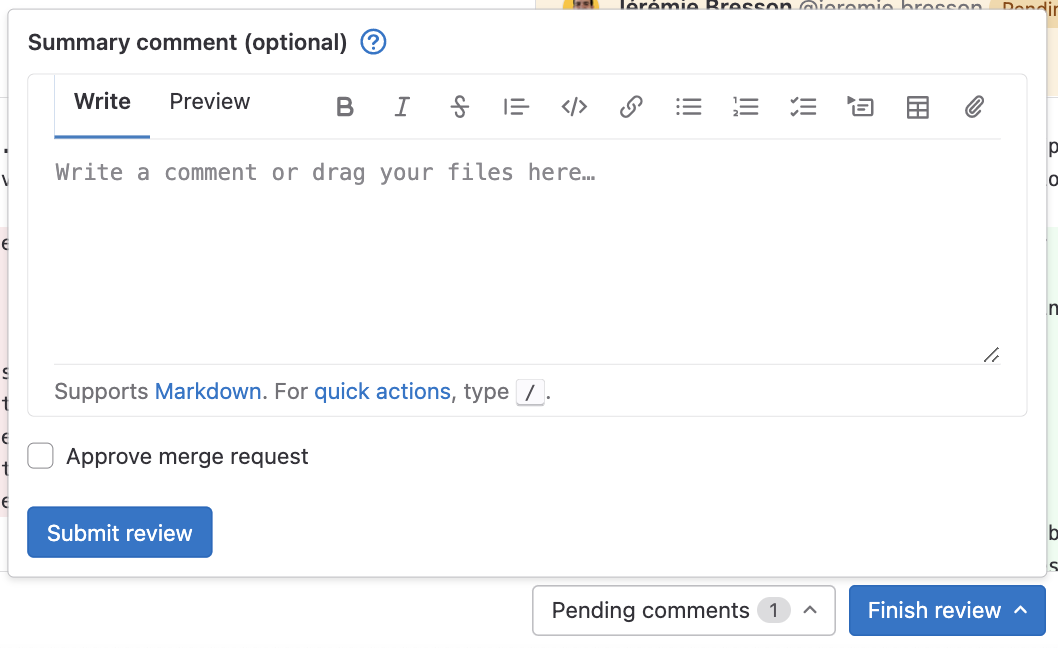 Jérémie Bresson @jeremie.bresson
Summary comment (optional)
Write Preview
Write a comment or drag your files here…
Supports Markdown. For quick actions, type /.
Approve merge request
Submit review
Pending comments 1
Finish review